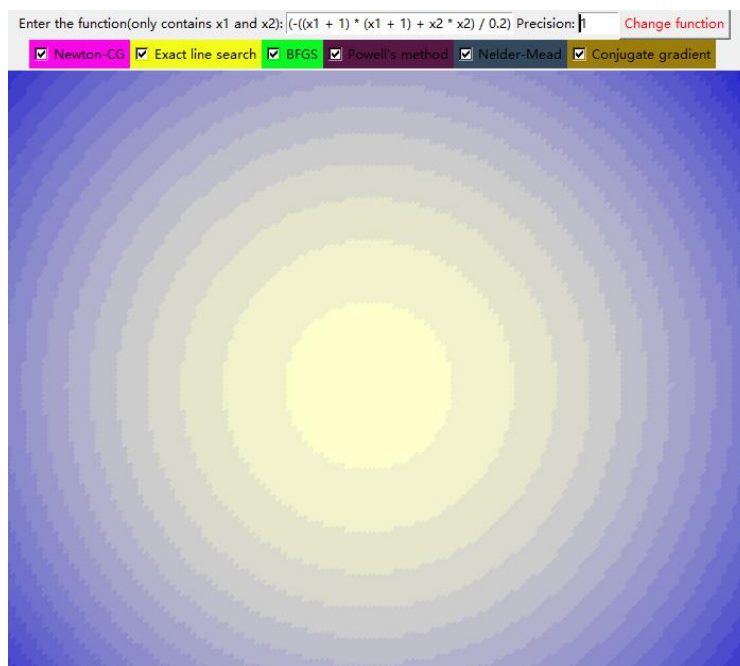 Enter the function(only contains x1 and x2): (-((x1 + 1) * (x1 + 1) + x2 * x2) / 0.2) Precision: 1 Change function
Newton-CG Exact line search BFGS Powell's method Nelder-Mead Conjugate gradient